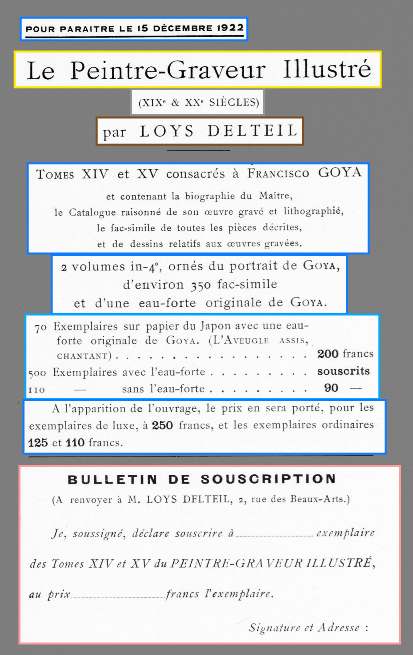 POUR PARAITRE LE 15 DÉCEMBRE 1922
Le Peintre-Graveur Illustré
(XIXe & XXe SIÈCLES)
par LOYS DELTEIL
TOMES XIV et XV consacrés à FRANCISCO GOYA
et contenant la biographie du Maître,
le Catalogue raisonné de son œuvre gravé et lithographié,
le fac-simile de toutes les pièces décrites,
et de dessins relatifs aux œuvres gravées.
2 volumes in-4°, ornés du portrait de GOYA,
d'environ 350 fac-simile
et d'une eau-forte originale de GOYA.
70 Exemplaires sur papier du Japon avec une eau-
forte originale de GOYA. (L'AVEUGLE ASSIS,
CHANTANT) . . . . . . . . . . . . . . . . . 200 francs
500 Exemplaires avec l'eau-forte . . . . . . . . . souscrits
110 — sans l'eau-forte . . . . . . . . . 90 —
A l'apparition de l'ouvrage, le prix en sera porté, pour les
exemplaires de luxe, à 250 francs, et les exemplaires ordinaires
125 et 110 francs.
BULLETIN DE SOUSCRIPTION
(A renvoyer à M. LOYS DELTEIL, 2, rue des Beaux-Arts.)
Je, soussigné, déclare souscrire à.................... exemplaire
des Tomes XIV et XV du PEINTRE-GRAVEUR ILLUSTRÉ,
au prix........................francs l'exemplaire.
Signature et Adresse :